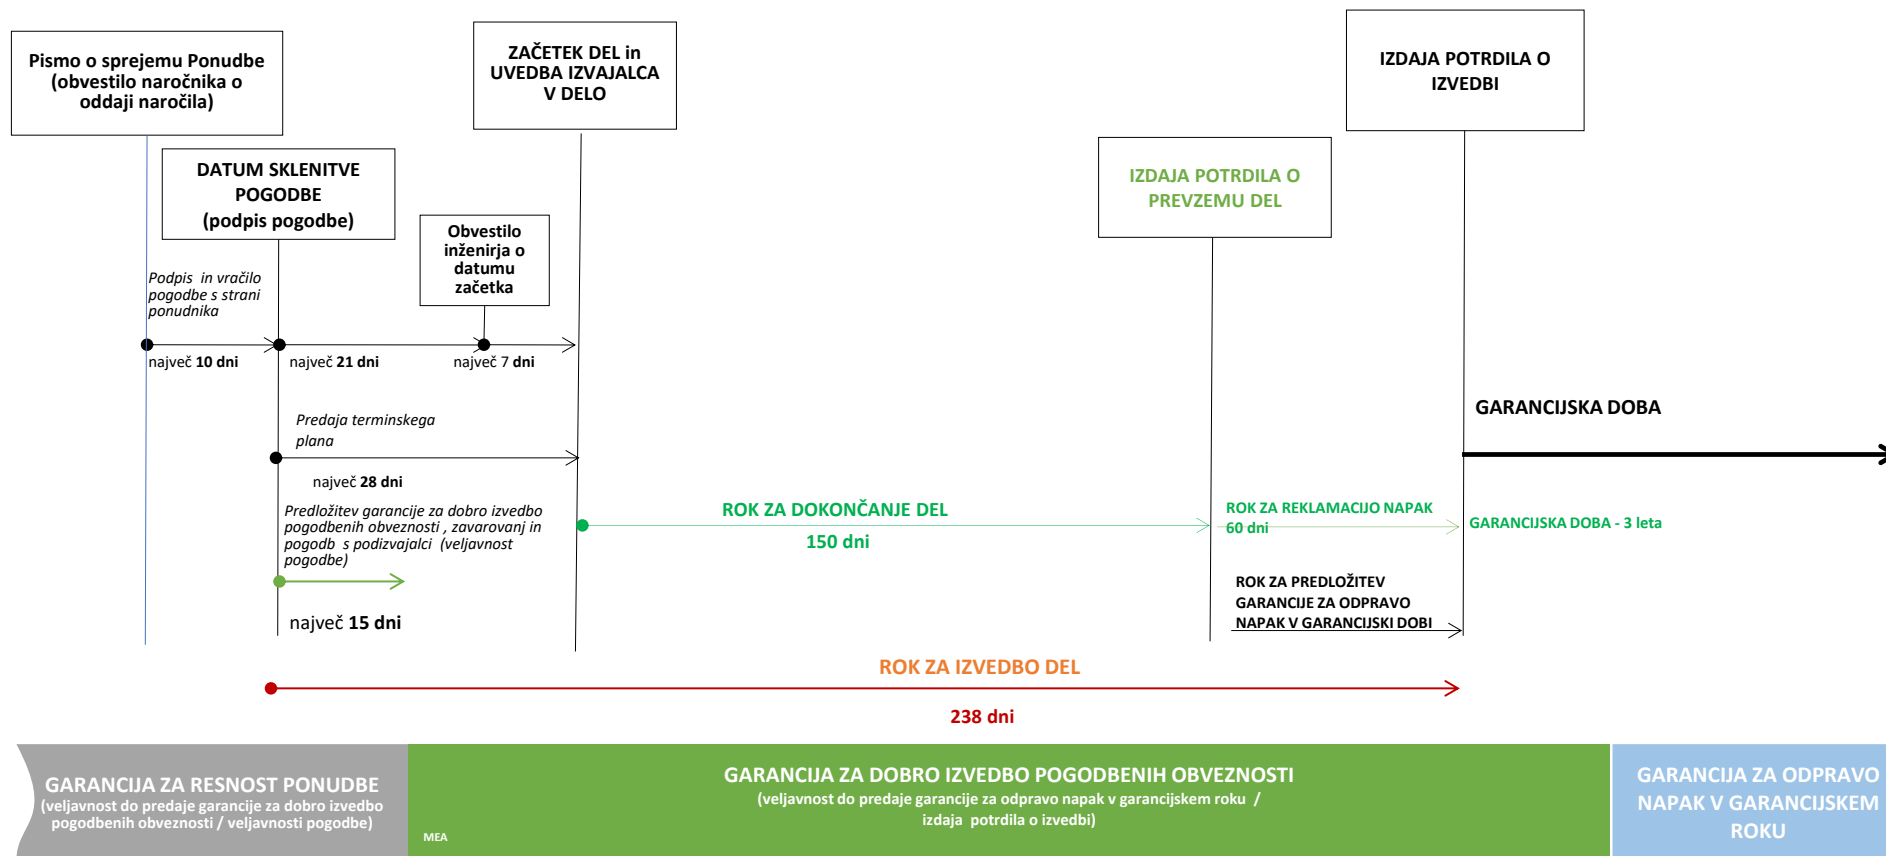 Pismo o sprejemu Ponudbe
(obvestilo naročnika o
oddaji naročila)
ZAČETEK DEL in
UVEDBA IZVAJALCA
V DELO
IZDAJA POTRDILA O
IZVEDBI
DATUM SKLENITVE
POGODBE
(podpis pogodbe)
IZDAJA POTRDILA O
PREVZEMU DEL
Obvestilo
inženirja o
datumu
začetka
Podpis in vračilo
pogodbe s strani
ponudnika
največ 10 dni
največ 21 dni
največ 7 dni
GARANCIJSKA DOBA
Predaja terminskega
plana
največ 28 dni
Predložitev garancije za dobro izvedbo
pogodbenih obveznosti , zavarovanj in
pogodb s podizvajalci (veljavnost
pogodbe)
največ 15 dni
ROK ZA DOKONČANJE DEL
150 dni
ROK ZA REKLAMACIJO NAPAK
60 dni
GARANCIJSKA DOBA - 3 leta
ROK ZA PREDLOŽITEV
GARANCIJE ZA ODPRAVO
NAPAK V GARANCIJSKI DOBI
ROK ZA IZVEDBO DEL
238 dni
GARANCIJA ZA RESNOST PONUDBE
(veljavnost do predaje garancije za dobro izvedbo
pogodbenih obveznosti / veljavnosti pogodbe)
GARANCIJA ZA DOBRO IZVEDBO POGODBENIH OBVEZNOSTI
(veljavnost do predaje garancije za odpravo napak v garancijskem roku /
izdaja potrdila o izvedbi)
MEA
GARANCIJA ZA ODPRAVO
NAPAK V GARANCIJSKEM
ROKU